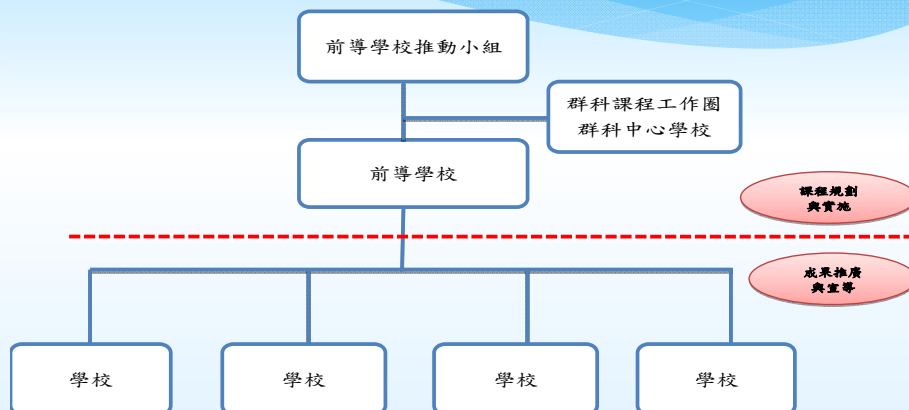 前導學校推動小組
群科課程工作圈
群科中心學校
前導學校
課程規劃
與實施
成果推廣
與宣導
學校
學校
學校
學校